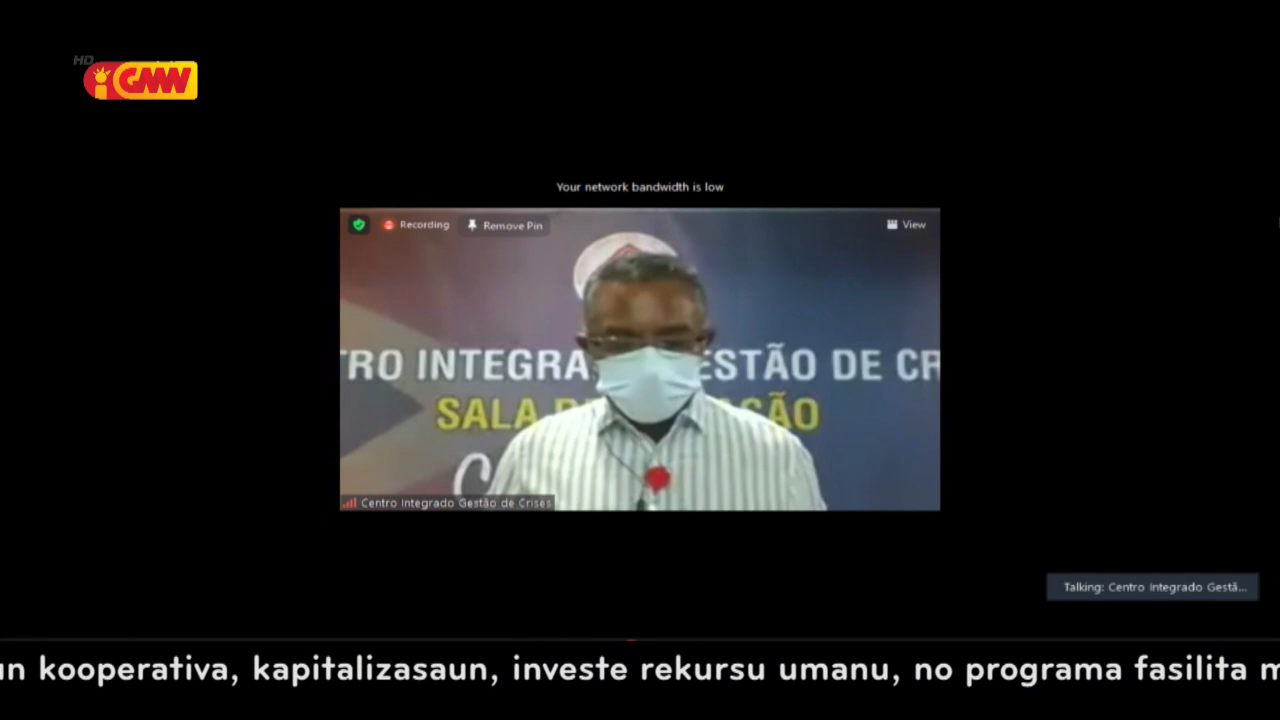 HD
GMN
Your network bandwidth is low
Recording
Remove Pin
View
TRO INTEGRA ESTÃO DE CR
SALA
Centro Integrado Gestão de Crises
Talking: Centro Integrado Gestã...
un kooperativa, kapitalizasaun, investe rekursu umanu, no programa fasilita m